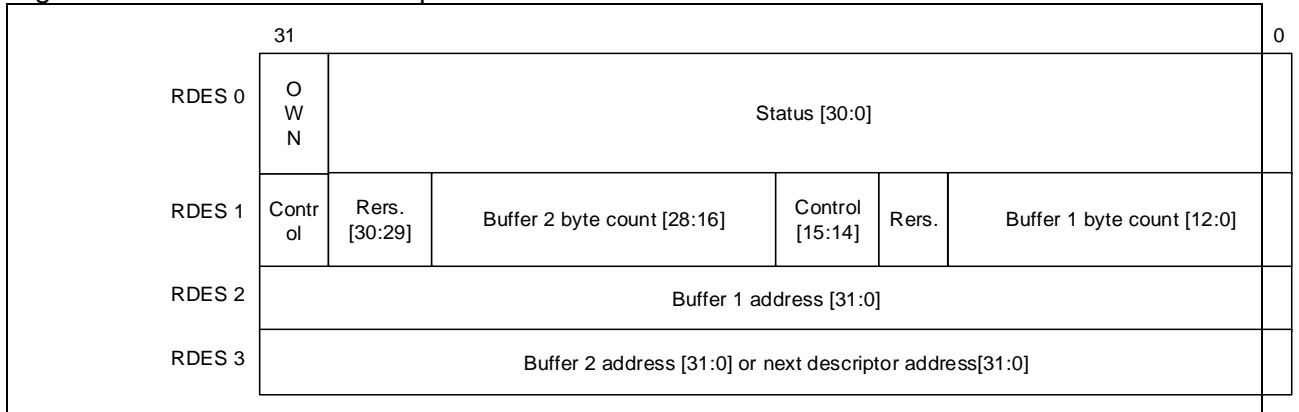 31 0
RDES 0
O
W
N
Status [30:0]
RDES 1
Contr
ol
Rers.
[30:29]
Buffer 2 byte count [28:16]
Control
[15:14]
Rers.
Buffer 1 byte count [12:0]
RDES 2
Buffer 1 address [31:0]
RDES 3
Buffer 2 address [31:0] or next descriptor address[31:0]